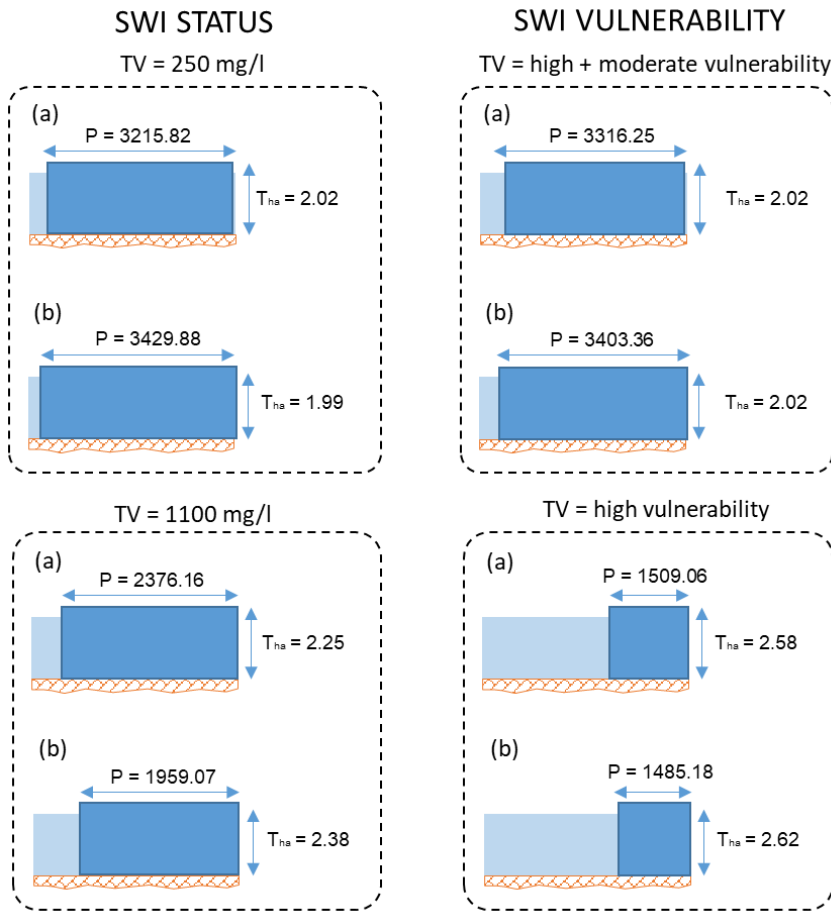 SWI STATUS
TV = 250 mg/l
(a)
P = 3215.82
Tha = 2.02
(b)
P = 3429.88
Tha = 1.99
TV = 1100 mg/l
(a)
P = 2376.16
Tha = 2.25
(b)
P = 1959.07
Tha = 2.38
SWI VULNERABILITY
TV = high + moderate vulnerability
(a)
P = 3316.25
Tha = 2.02
(b)
P = 3403.36
Tha = 2.02
TV = high vulnerability
(a)
P = 1509.06
Tha = 2.58
(b)
P = 1485.18
Tha = 2.62